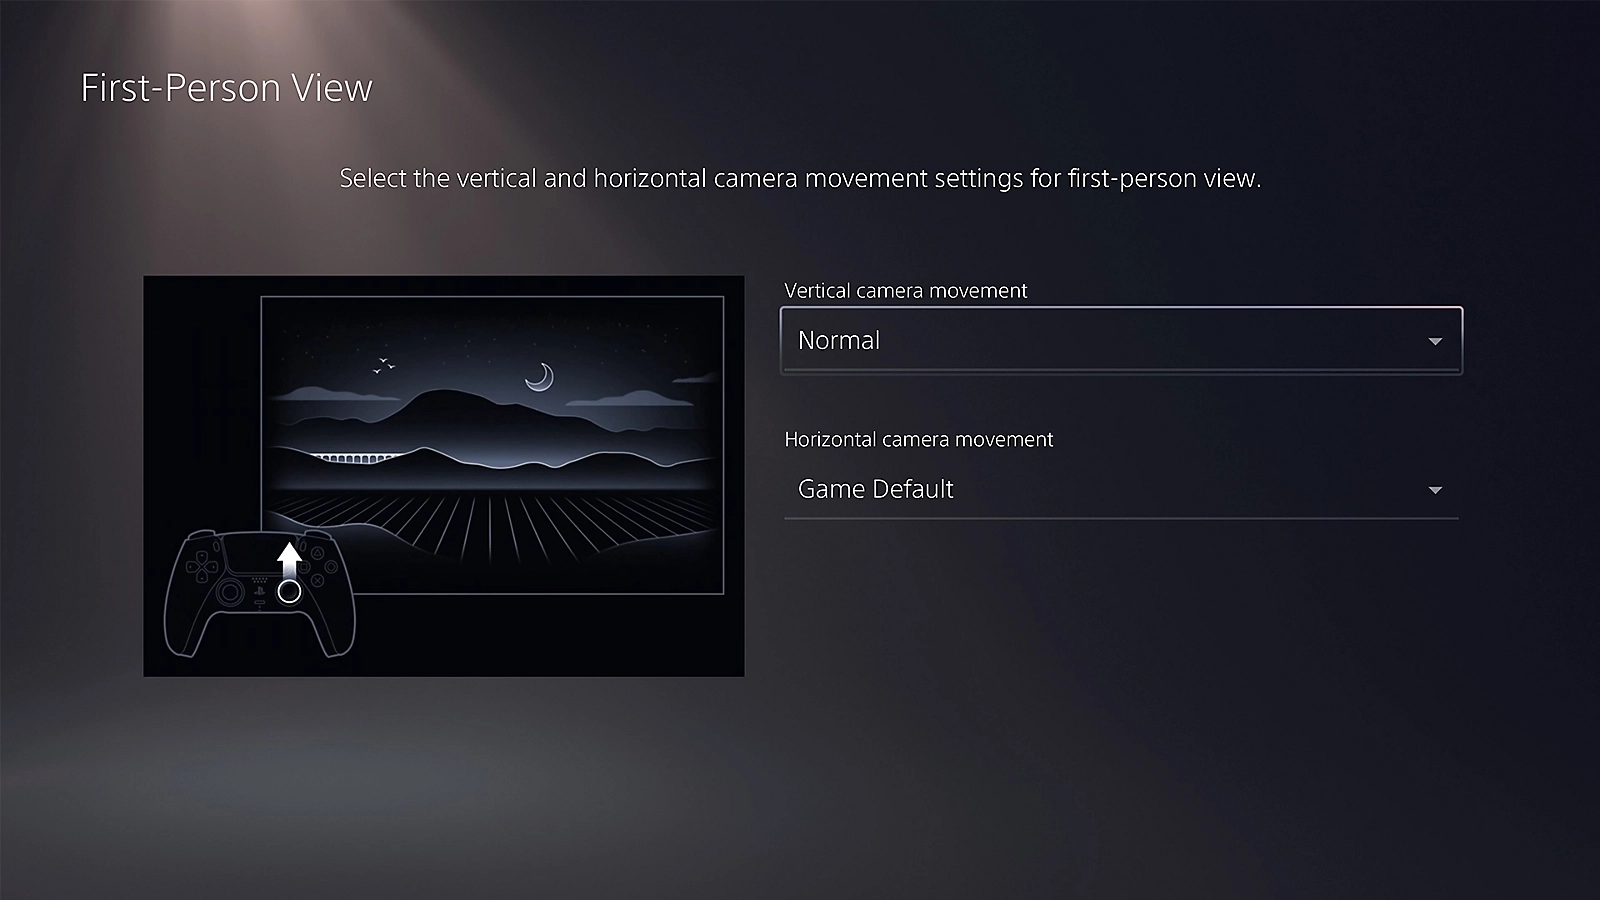 First-Person View
Select the vertical and horizontal camera movement settings for first-person view.
Vertical camera movement
Normal
Horizontal camera movement
Game Default